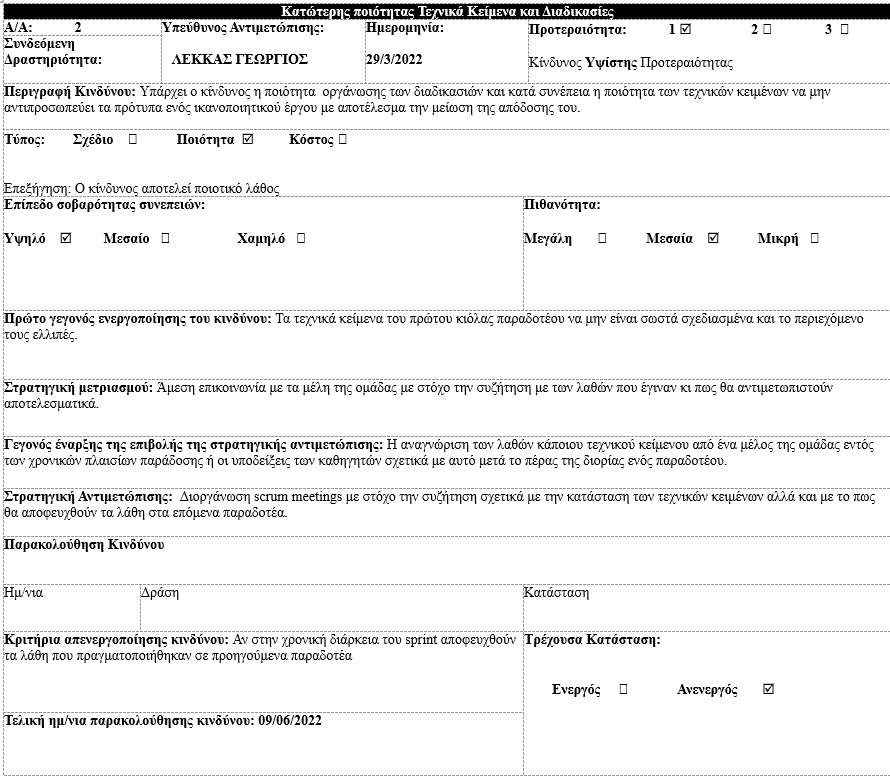 Κατώτερης ποιότητας Τεχνικά Κείμενα και Διαδικασίες
Α/Α: 2
Υπεύθυνος Αντιμετώπισης:
Ημερομηνία:
Προτεραιότητα: 1 ☑ 2 ☐ 3 ☐
Συνδεόμενη
Δραστηριότητα:
ΛΕΚΚΑΣ ΓΕΩΡΓΙΟΣ
29/3/2022
Κίνδυνος Υψίστης Προτεραιότητας
Περιγραφή Κινδύνου: Υπάρχει ο κίνδυνος η ποιότητα οργάνωσης των διαδικασιών και κατά συνέπεια η ποιότητα των τεχνικών κειμένων να μην
αντιπροσωπεύει τα πρότυπα ενός ικανοποιητικού έργου με αποτέλεσμα την μείωση της απόδοσης του.
Τύπος: Σχέδιο ☐ Ποιότητα ☑ Κόστος ☐
Επεξήγηση: Ο κίνδυνος αποτελεί ποιοτικό λάθος
Επίπεδο σοβαρότητας συνεπειών:
Πιθανότητα:
Υψηλό ☑ Μεσαίο ☐ Χαμηλό ☐
Μεγάλη ☐ Μεσαία ☑ Μικρή ☐
Πρώτο γεγονός ενεργοποίησης του κινδύνου: Τα τεχνικά κείμενα του πρώτου κιόλας παραδοτέου να μην είναι σωστά σχεδιασμένα και το περιεχόμενο
τους ελλιπές.
Στρατηγική μετριασμού: Άμεση επικοινωνία με τα μέλη της ομάδας με στόχο την συζήτηση με των λαθών που έγιναν κι πως θα αντιμετωπιστούν
αποτελεσματικά.
Γεγονός έναρξης της επιβολής της στρατηγικής αντιμετώπισης: Η αναγνώριση των λαθών κάποιου τεχνικού κειμένου από ένα μέλος της ομάδας εντός
των χρονικών πλαισίων παράδοσης ή οι υποδείξεις των καθηγητών σχετικά με αυτό μετά το πέρας της διορίας ενός παραδοτέου.
Στρατηγική Αντιμετώπισης: Διοργάνωση scrum meetings με στόχο την συζήτηση σχετικά με την κατάσταση των τεχνικών κειμένων αλλά και με το πως
θα αποφευχθούν τα λάθη στα επόμενα παραδοτέα.
Παρακολούθηση Κινδύνου
Ημ/νια
Δράση
Κατάσταση
Κριτήρια απενεργοποίησης κινδύνου: Αν στην χρονική διάρκεια του sprint αποφευχθούν
τα λάθη που πραγματοποιήθηκαν σε προηγούμενα παραδοτέα
Τρέχουσα Κατάσταση:
Ενεργός ☐ Ανενεργός ☑
Τελική ημ/νια παρακολούθησης κινδύνου: 09/06/2022